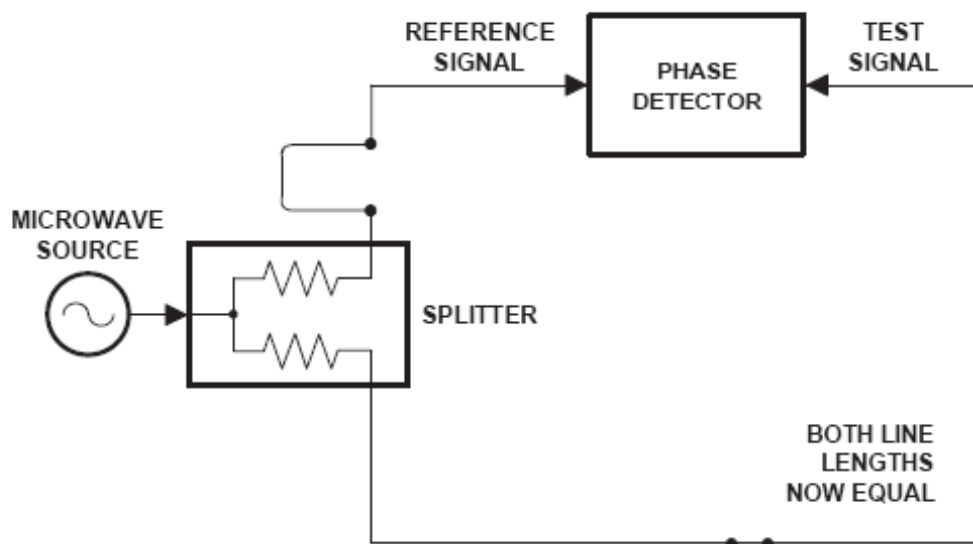 REFERENCE
SIGNAL
PHASE
DETECTOR
TEST
SIGNAL
MICROWAVE
SOURCE
SPLITTER
BOTH LINE
LENGTHS
NOW EQUAL